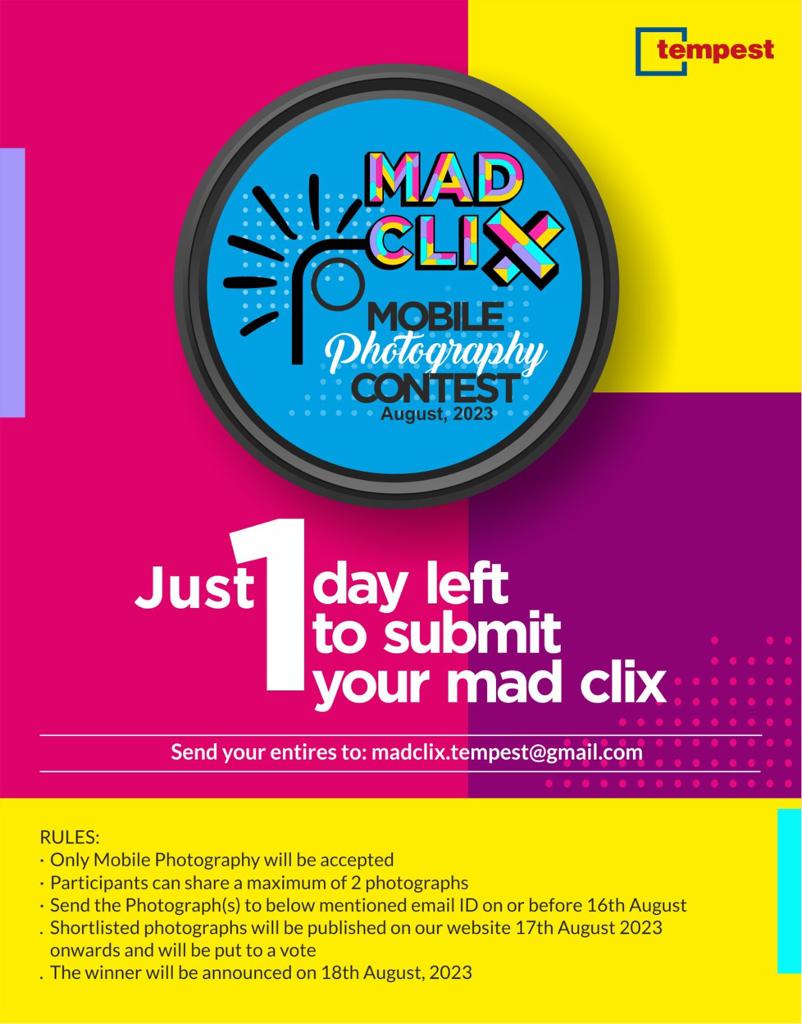 tempest
MAD
CLIX
MOBILE
Photography
CONTEST
August, 2023
Just 1 day left
to submit
your mad clix
Send your entires to: madclix.tempest@gmail.com
RULES:
· Only Mobile Photography will be accepted
· Participants can share a maximum of 2 photographs
· Send the Photograph(s) to below mentioned email ID on or before 16th August
. Shortlisted photographs will be published on our website 17th August 2023
onwards and will be put to a vote
. The winner will be announced on 18th August, 2023